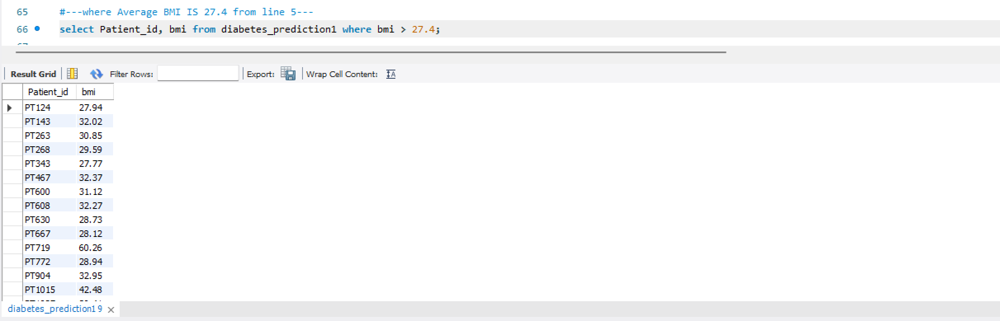 65 #---where Average BMI IS 27.4 from line 5---
66 select Patient_id, bmi from diabetes_prediction1 where bmi > 27.4;
Result Grid Filter Rows: Export: Wrap Cell Content:
Patient_id bmi
PT124 27.94
PT143 32.02
PT263 30.85
PT268 29.59
PT343 27.77
PT467 32.37
PT600 31.12
PT608 32.27
PT630 28.73
PT667 28.12
PT719 60.26
PT772 28.94
PT904 32.95
PT1015 42.48
diabetes_prediction1 9